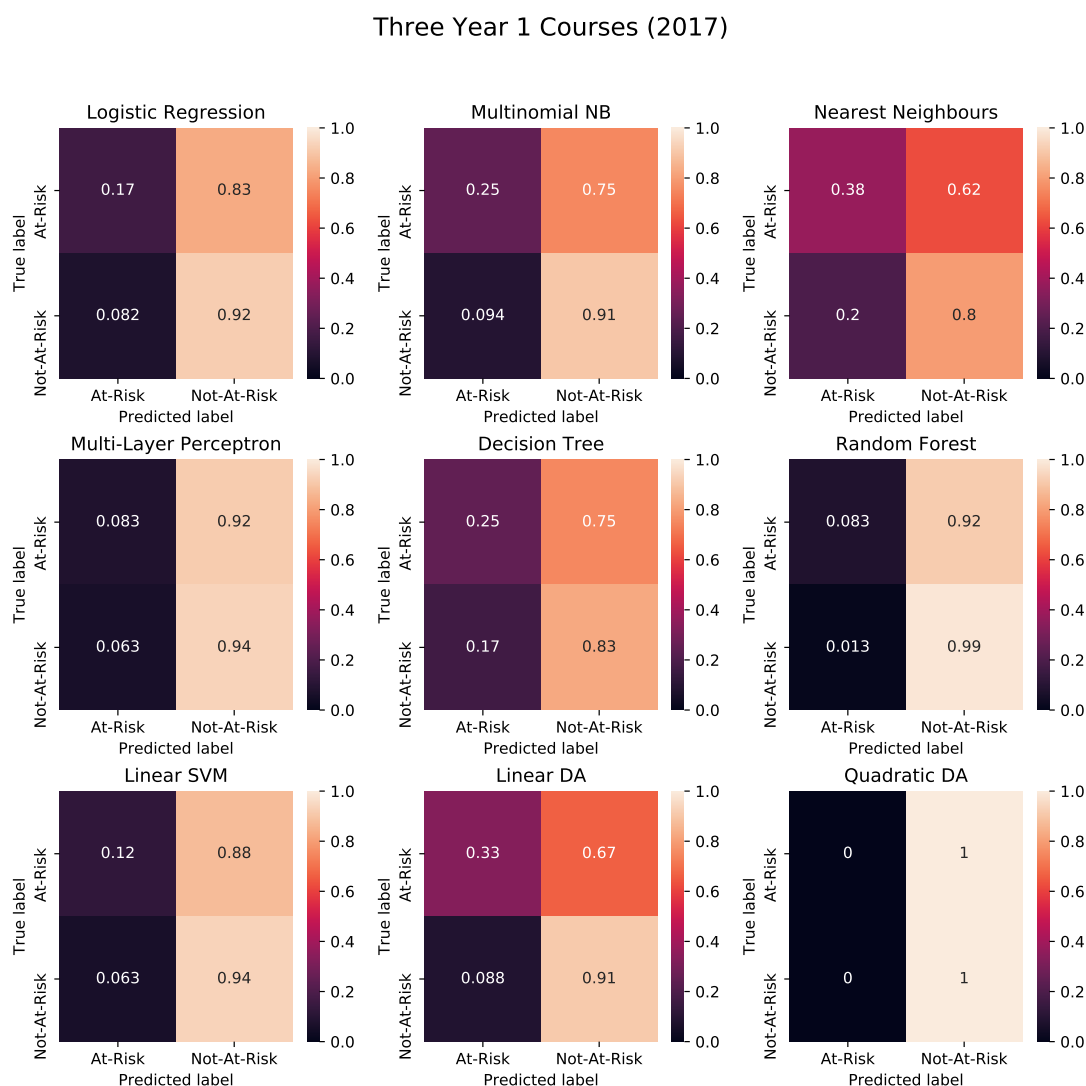 Three Year 1 Courses (2017)
Logistic Regression
True label
At-Risk
Not-At-Risk
0.17 0.83
0.082 0.92
1.0
0.8
0.6
0.4
0.2
0.0
At-Risk Not-At-Risk
Predicted label
Multinomial NB
True label
At-Risk
Not-At-Risk
0.25 0.75
0.094 0.91
1.0
0.8
0.6
0.4
0.2
0.0
At-Risk Not-At-Risk
Predicted label
Nearest Neighbours
True label
At-Risk
Not-At-Risk
0.38 0.62
0.2 0.8
1.0
0.8
0.6
0.4
0.2
0.0
At-Risk Not-At-Risk
Predicted label
Multi-Layer Perceptron
True label
At-Risk
Not-At-Risk
0.083 0.92
0.063 0.94
1.0
0.8
0.6
0.4
0.2
0.0
At-Risk Not-At-Risk
Predicted label
Decision Tree
True label
At-Risk
Not-At-Risk
0.25 0.75
0.17 0.83
1.0
0.8
0.6
0.4
0.2
0.0
At-Risk Not-At-Risk
Predicted label
Random Forest
True label
At-Risk
Not-At-Risk
0.083 0.92
0.013 0.99
1.0
0.8
0.6
0.4
0.2
0.0
At-Risk Not-At-Risk
Predicted label
Linear SVM
True label
At-Risk
Not-At-Risk
0.12 0.88
0.063 0.94
1.0
0.8
0.6
0.4
0.2
0.0
At-Risk Not-At-Risk
Predicted label
Linear DA
True label
At-Risk
Not-At-Risk
0.33 0.67
0.088 0.91
1.0
0.8
0.6
0.4
0.2
0.0
At-Risk Not-At-Risk
Predicted label
Quadratic DA
True label
At-Risk
Not-At-Risk
0 1
0 1
1.0
0.8
0.6
0.4
0.2
0.0
At-Risk Not-At-Risk
Predicted label